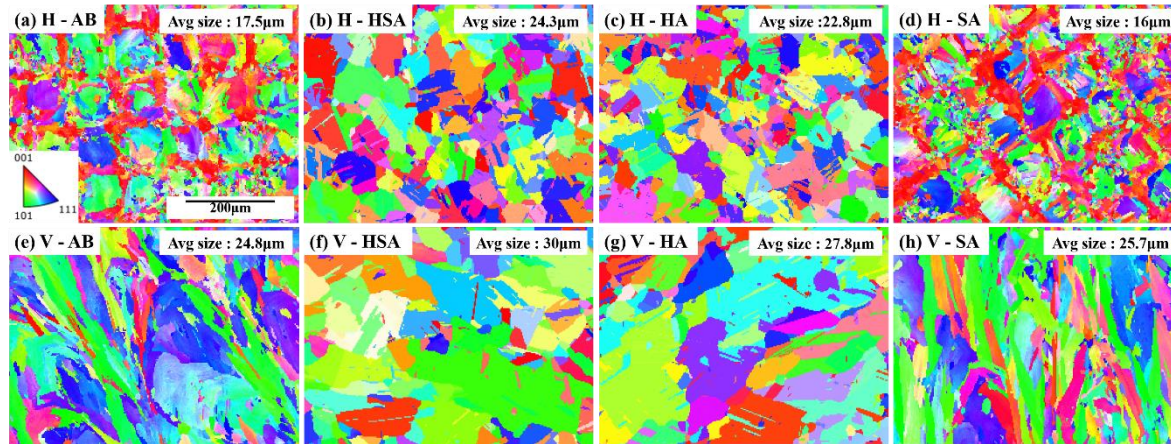 (a) H - AB
Avg size : 17.5μm
(b) H - HSA
Avg size : 24.3μm
(c) H - HA
Avg size :22.8μm
(d) H - SA
Avg size : 16μm
001
101
111
200μm
(e) V - AB
Avg size : 24.8μm
(f) V - HSA
Avg size : 30μm
(g) V - HA
Avg size : 27.8μm
(h) V - SA
Avg size : 25.7μm